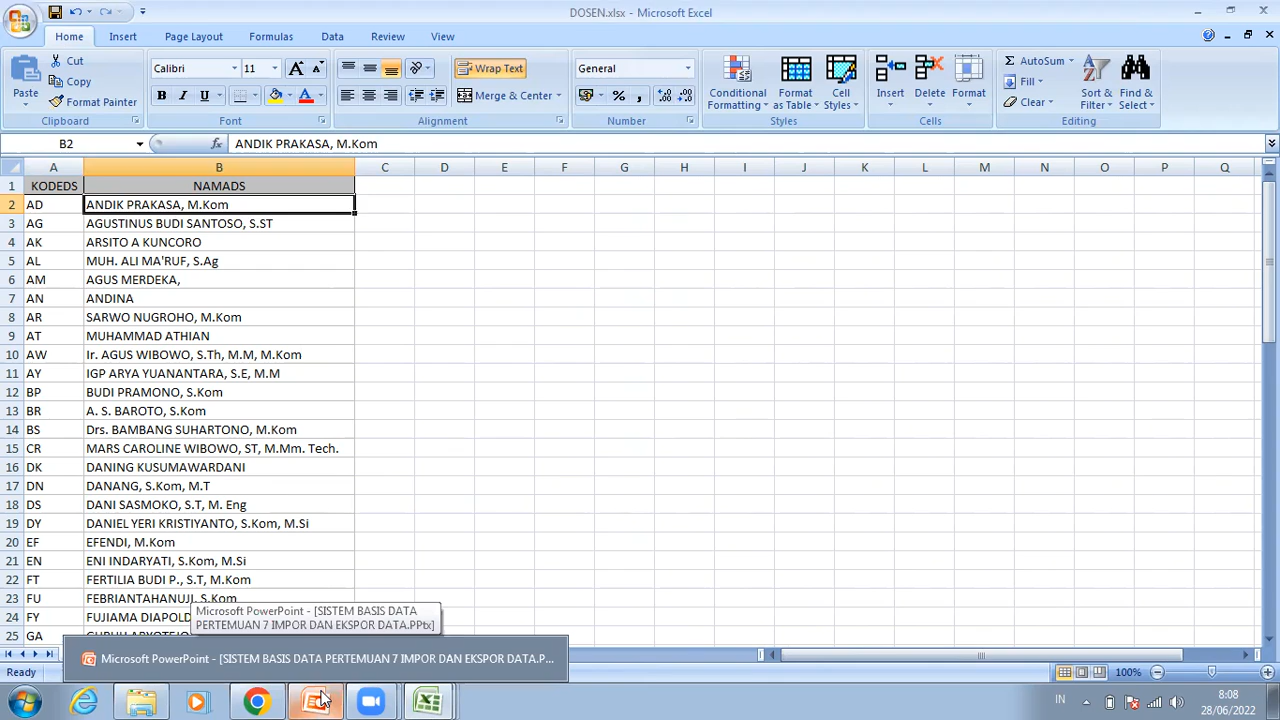 DOSEN.xlsx - Microsoft Excel
Home Insert Page Layout Formulas Data Review View
Paste Cut Copy Format Painter Clipboard
Calibri 11 A A B I U A Font
Wrap Text Merge & Center Alignment
General % , Number
Conditional Formatting Format as Table Cell Styles Styles
Insert Delete Format Cells
Σ AutoSum Fill Clear Sort & Filter Find & Select Editing
B2 fx ANDIK PRAKASA, M.Kom
A B C D E F G H I J K L M N O P Q
1 KODEDS NAMADS
2 AD ANDIK PRAKASA, M.Kom
3 AG AGUSTINUS BUDI SANTOSO, S.ST
4 AK ARSITO A KUNCORO
5 AL MUH. ALI MA'RUF, S.Ag
6 AM AGUS MERDEKA,
7 AN ANDINA
8 AR SARWO NUGROHO, M.Kom
9 AT MUHAMMAD ATHIAN
10 AW Ir. AGUS WIBOWO, S.Th, M.M, M.Kom
11 AY IGP ARYA YUANANTARA, S.E, M.M
12 BP BUDI PRAMONO, S.Kom
13 BR A. S. BAROTO, S.Kom
14 BS Drs. BAMBANG SUHARTONO, M.Kom
15 CR MARS CAROLINE WIBOWO, ST, M.Mm. Tech.
16 DK DANING KUSUMAWARDANI
17 DN DANANG, S.Kom, M.T
18 DS DANI SASMOKO, S.T, M. Eng
19 DY DANIEL YERI KRISTIYANTO, S.Kom, M.Si
20 EF EFENDI, M.Kom
21 EN ENI INDARYATI, S.Kom, M.Si
22 FT FERTILIA BUDI P., S.T, M.Kom
23 FU FEBRIANTAHANUJI, S.Kom
24 FY FUJIAMA DIAPOLD
25 GA
Microsoft PowerPoint - [SISTEM BASIS DATA
PERTEMUAN 7 IMPOR DAN EKSPOR DATA.PPtx]
Microsoft PowerPoint - [SISTEM BASIS DATA PERTEMUAN 7 IMPOR DAN EKSPOR DATA.P...
Ready 100%
IN 8:08
28/06/2022